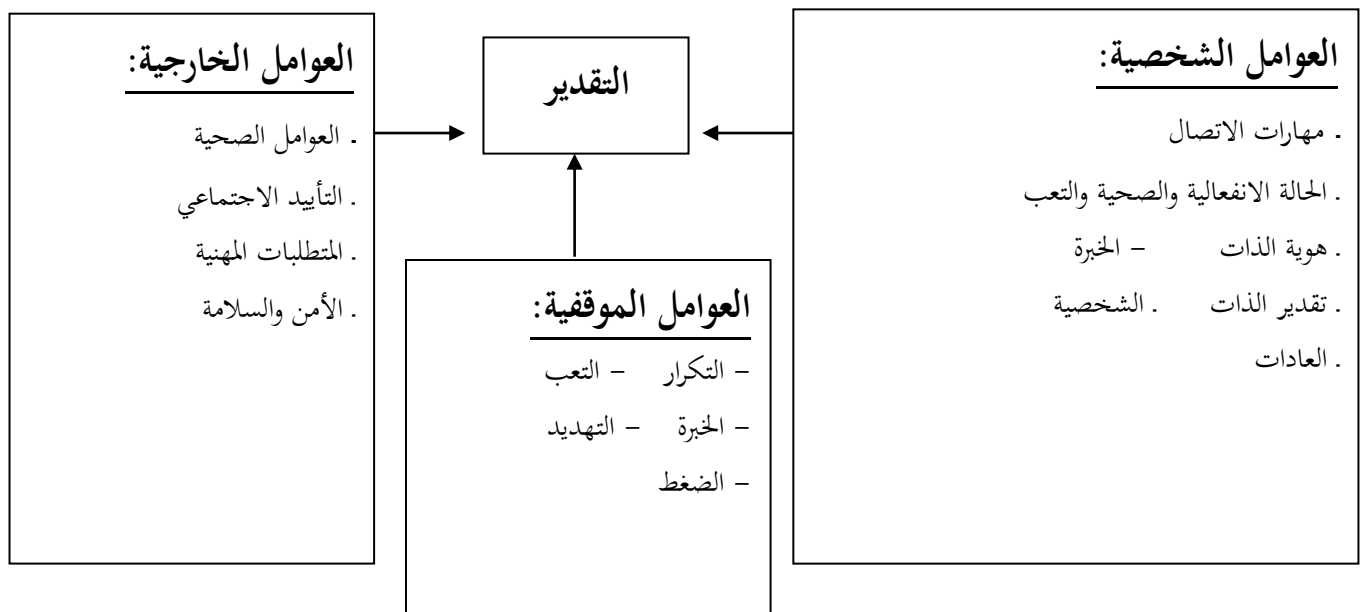 العوامل الشخصية:
. مهارات الاتصال
. الحالة الانفعالية والصحية والتعب
. هوية الذات – الخبرة
. تقدير الذات . الشخصية
. العادات
التقدير
العوامل الخارجية:
. العوامل الصحية
. التأييد الاجتماعي
. المتطلبات المهنية
. الأمن والسلامة
العوامل الموقفية:
– التكرار – التعب
– الخبرة – التهديد
– الضغط